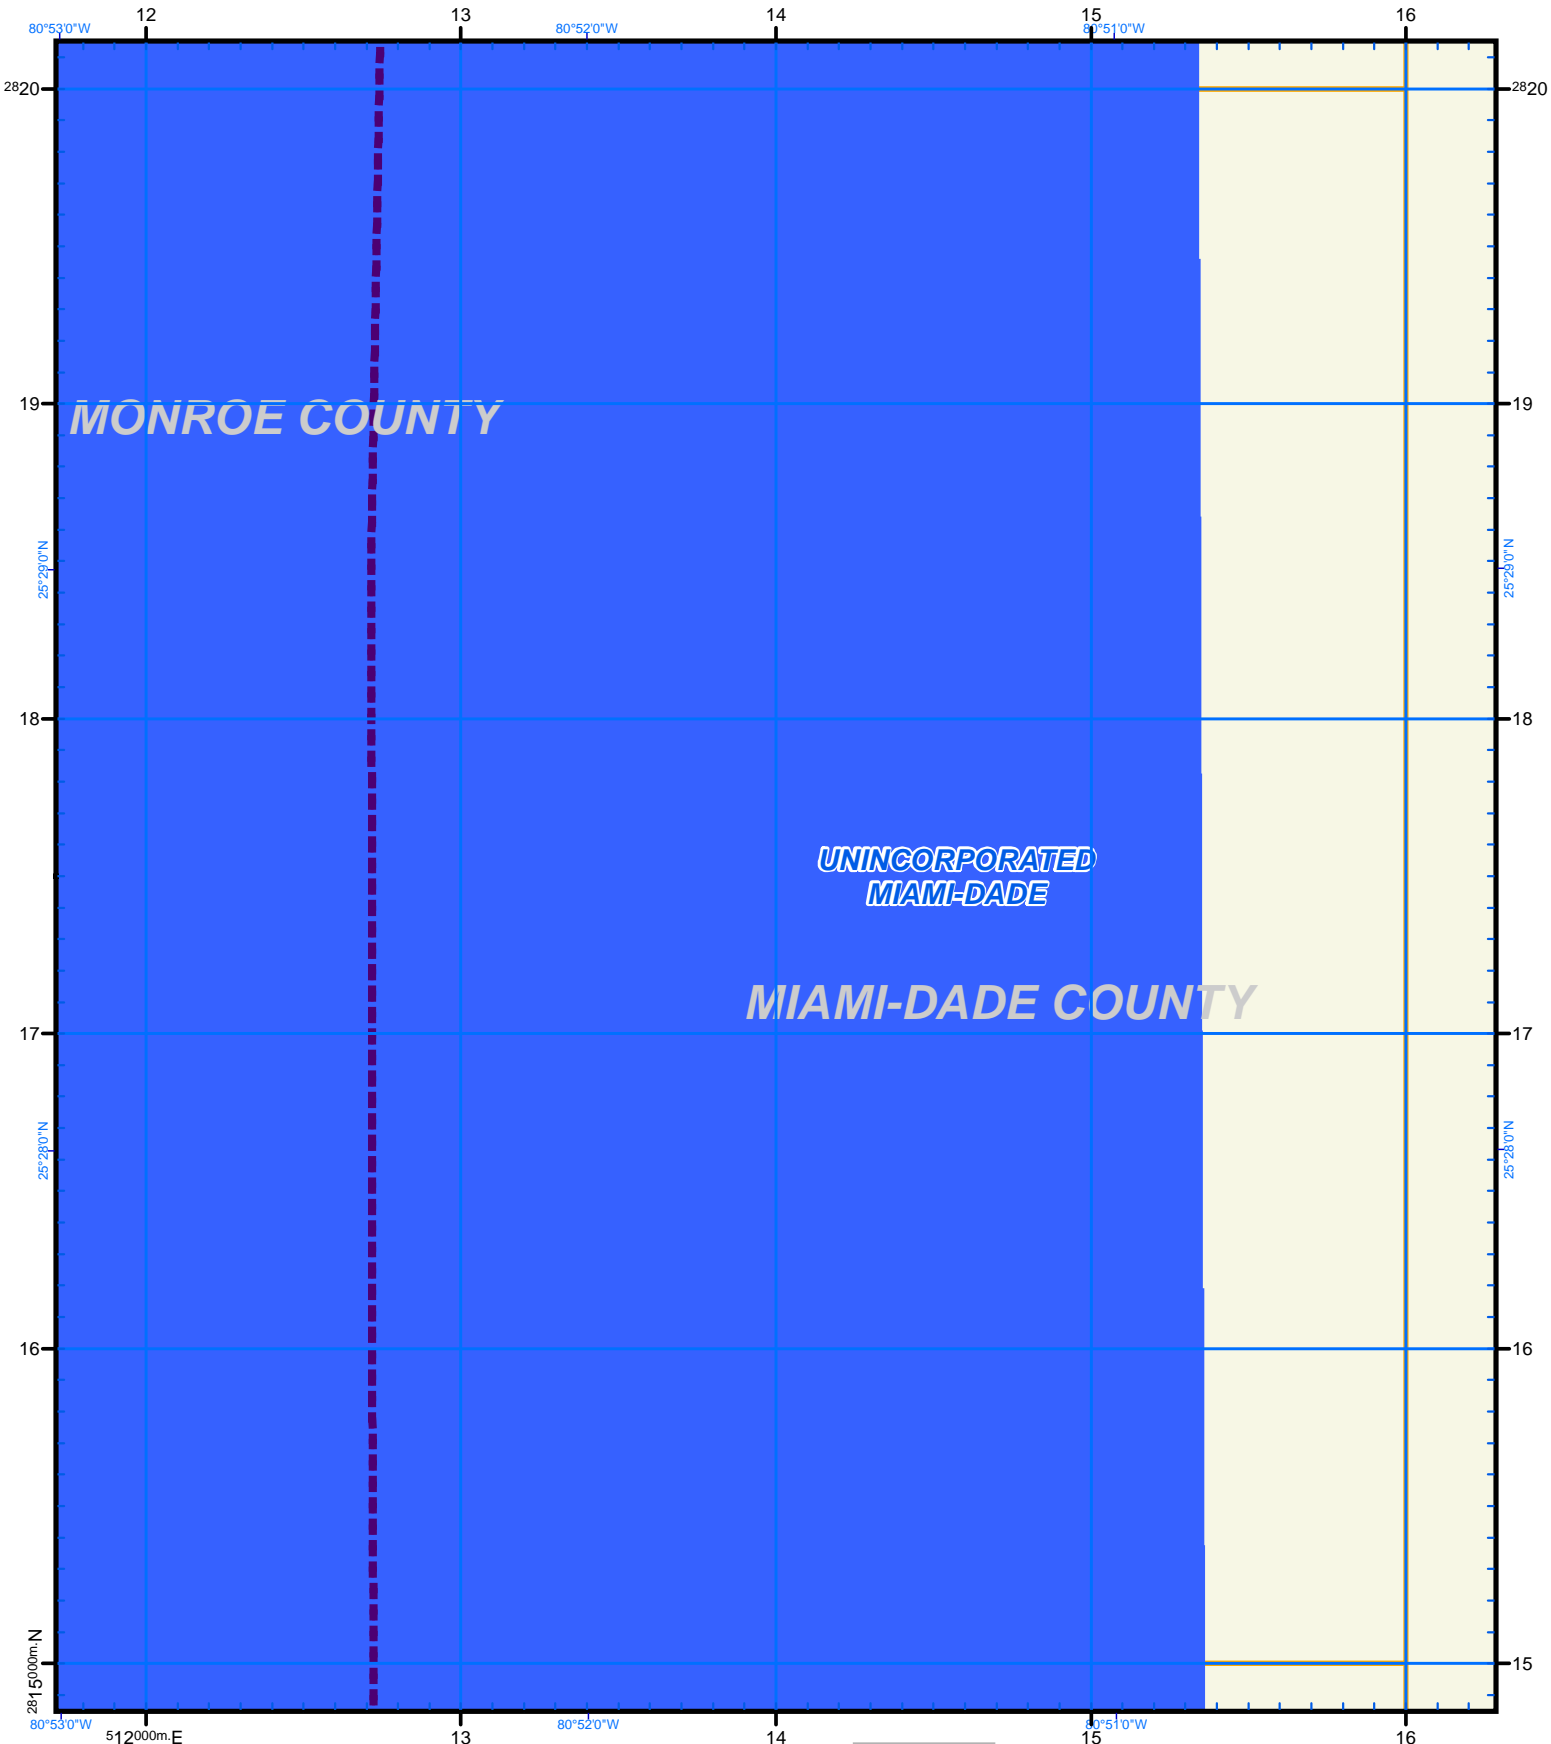 12 13 14 15 16
80°53'0"W 80°52'0"W 80°51'0"W
2820 2820
19 19
MONROE COUNTY
25°29'0"N 25°29'0"N
18 18
UNINCORPORATED
MIAMI-DADE
MIAMI-DADE COUNTY
17 17
25°28'0"N 25°28'0"N
16 16
2815000m.N 15
80°53'0"W 80°52'0"W 80°51'0"W
512000m.E 13 14 15 16